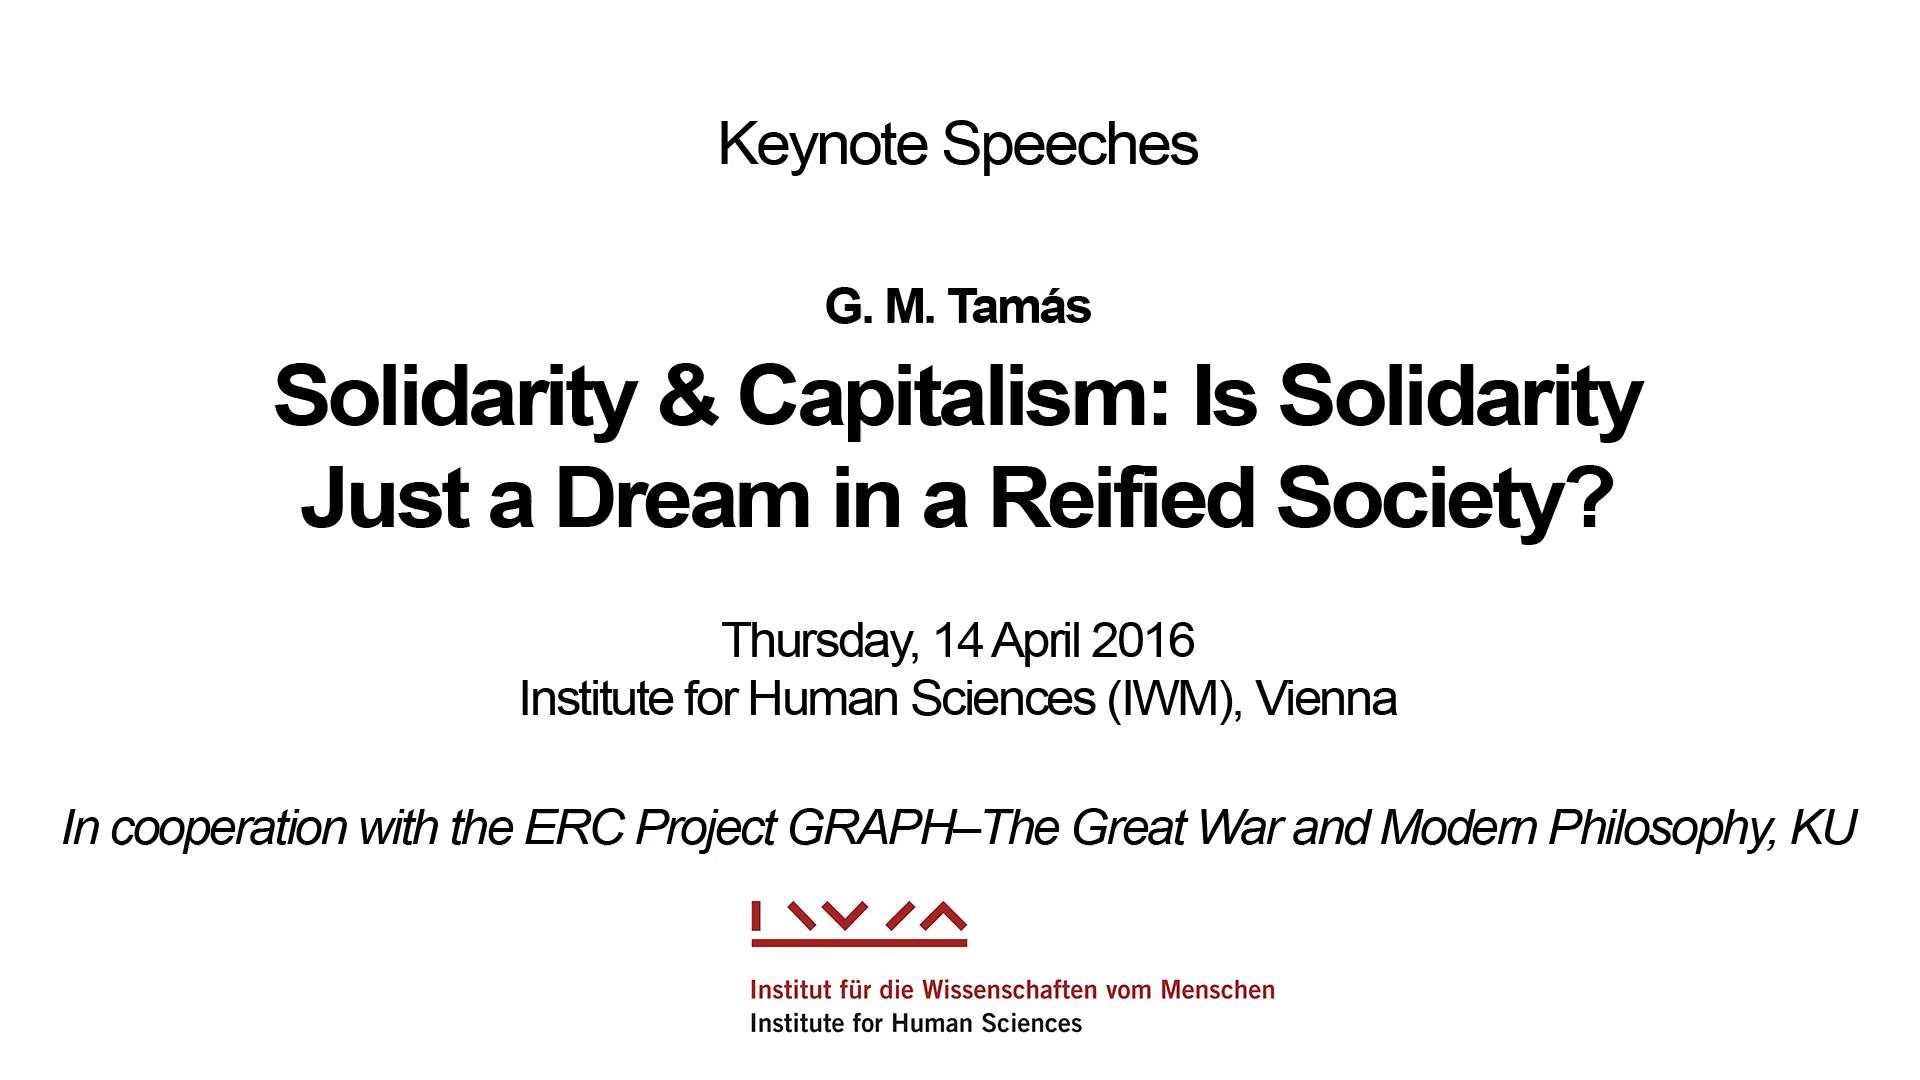 Keynote Speeches
G. M. Tamás
Solidarity & Capitalism: Is Solidarity
Just a Dream in a Reified Society?
Thursday, 14 April 2016
Institute for Human Sciences (IWM), Vienna
In cooperation with the ERC Project GRAPH–The Great War and Modern Philosophy, KU
Institut für die Wissenschaften vom Menschen
Institute for Human Sciences